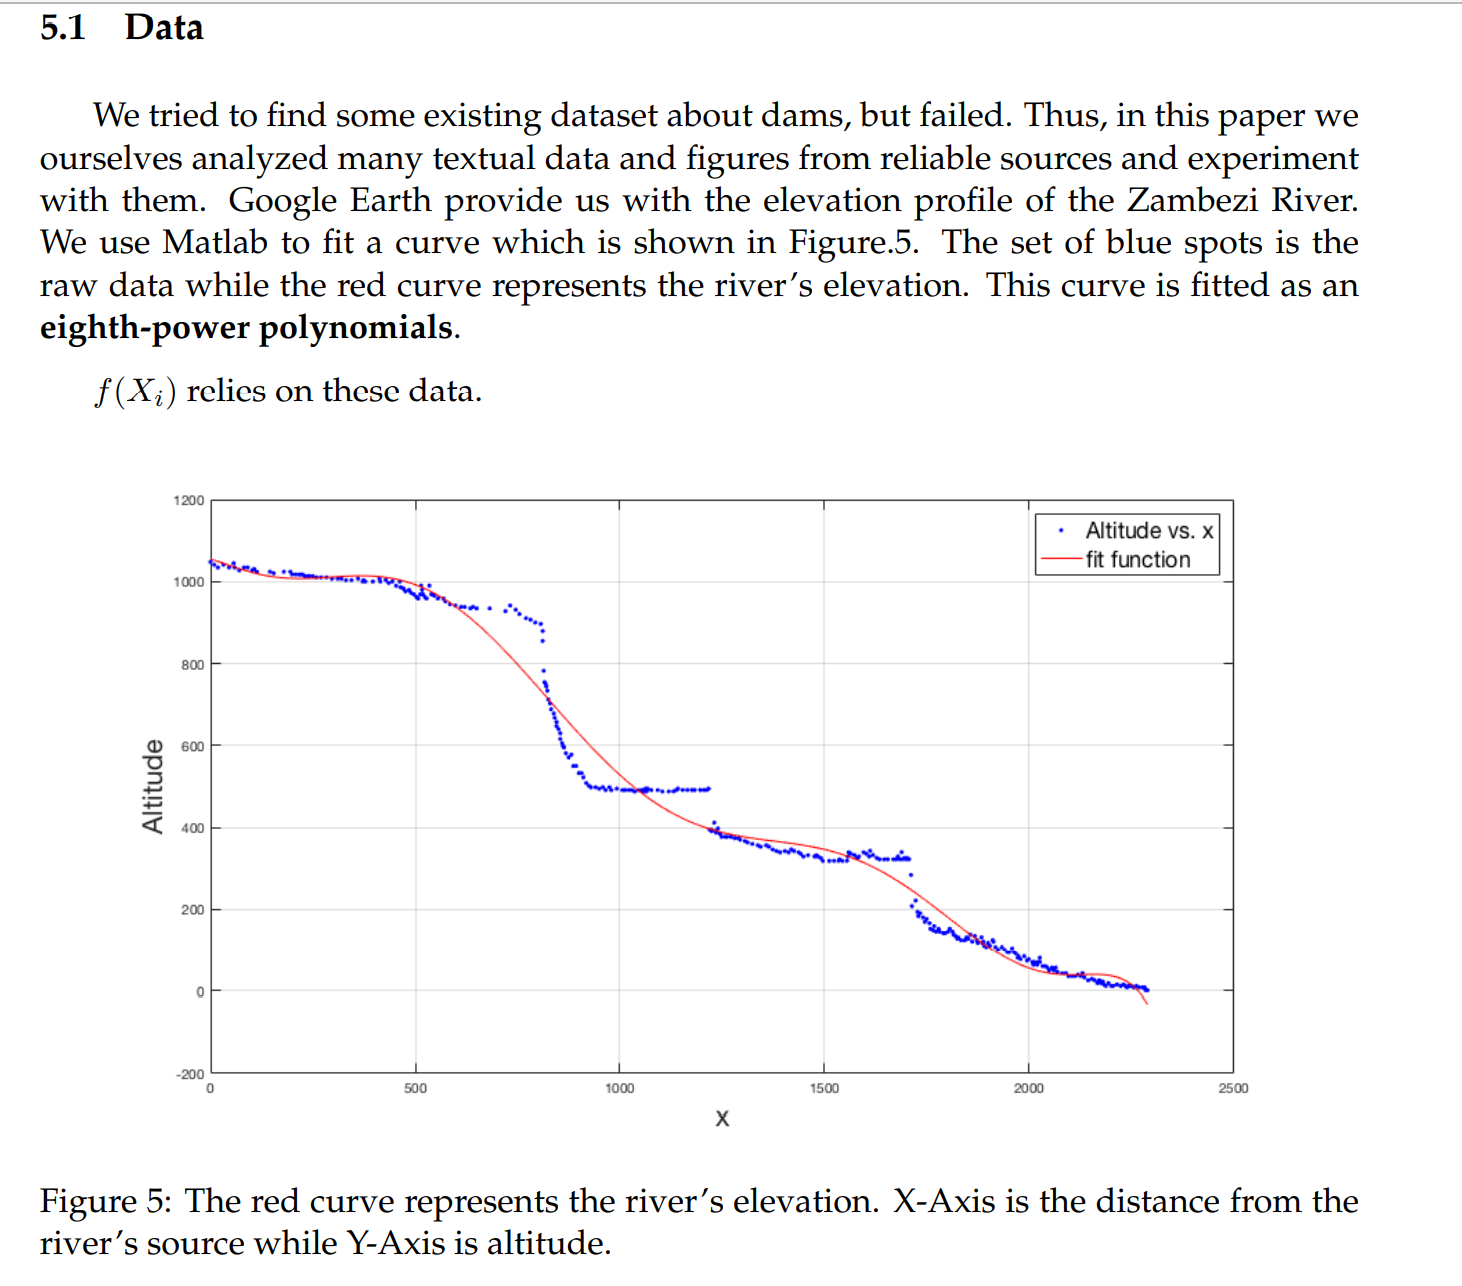 5.1 Data
We tried to find some existing dataset about dams, but failed. Thus, in this paper we
ourselves analyzed many textual data and figures from reliable sources and experiment
with them. Google Earth provide us with the elevation profile of the Zambezi River.
We use Matlab to fit a curve which is shown in Figure.5. The set of blue spots is the
raw data while the red curve represents the river's elevation. This curve is fitted as an
eighth-power polynomials.
f(Xᵢ) relies on these data.
1200
1000
800
600
400
200
0
-200
Altitude
Altitude vs. x
fit function
0 500 1000 1500 2000 2500
X
Figure 5: The red curve represents the river's elevation. X-Axis is the distance from the
river's source while Y-Axis is altitude.